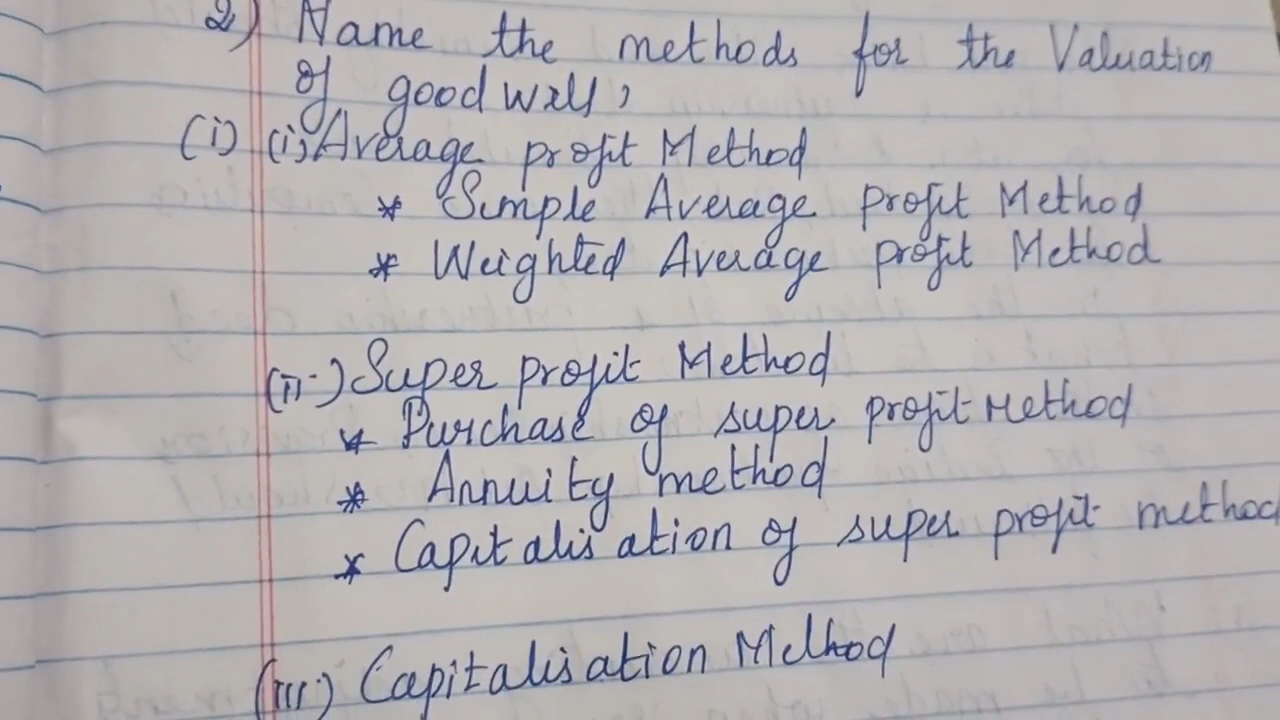 2) Name the methods for the Valuation
of goodwill,
(i) (i) Average profit Method
* Simple Average profit Method
* Weighted Average profit Method
(ii) Super profit Method
* Purchase of super profit Method
* Annuity method
* Capitalisation of super profit method
(III) Capitalisation Method